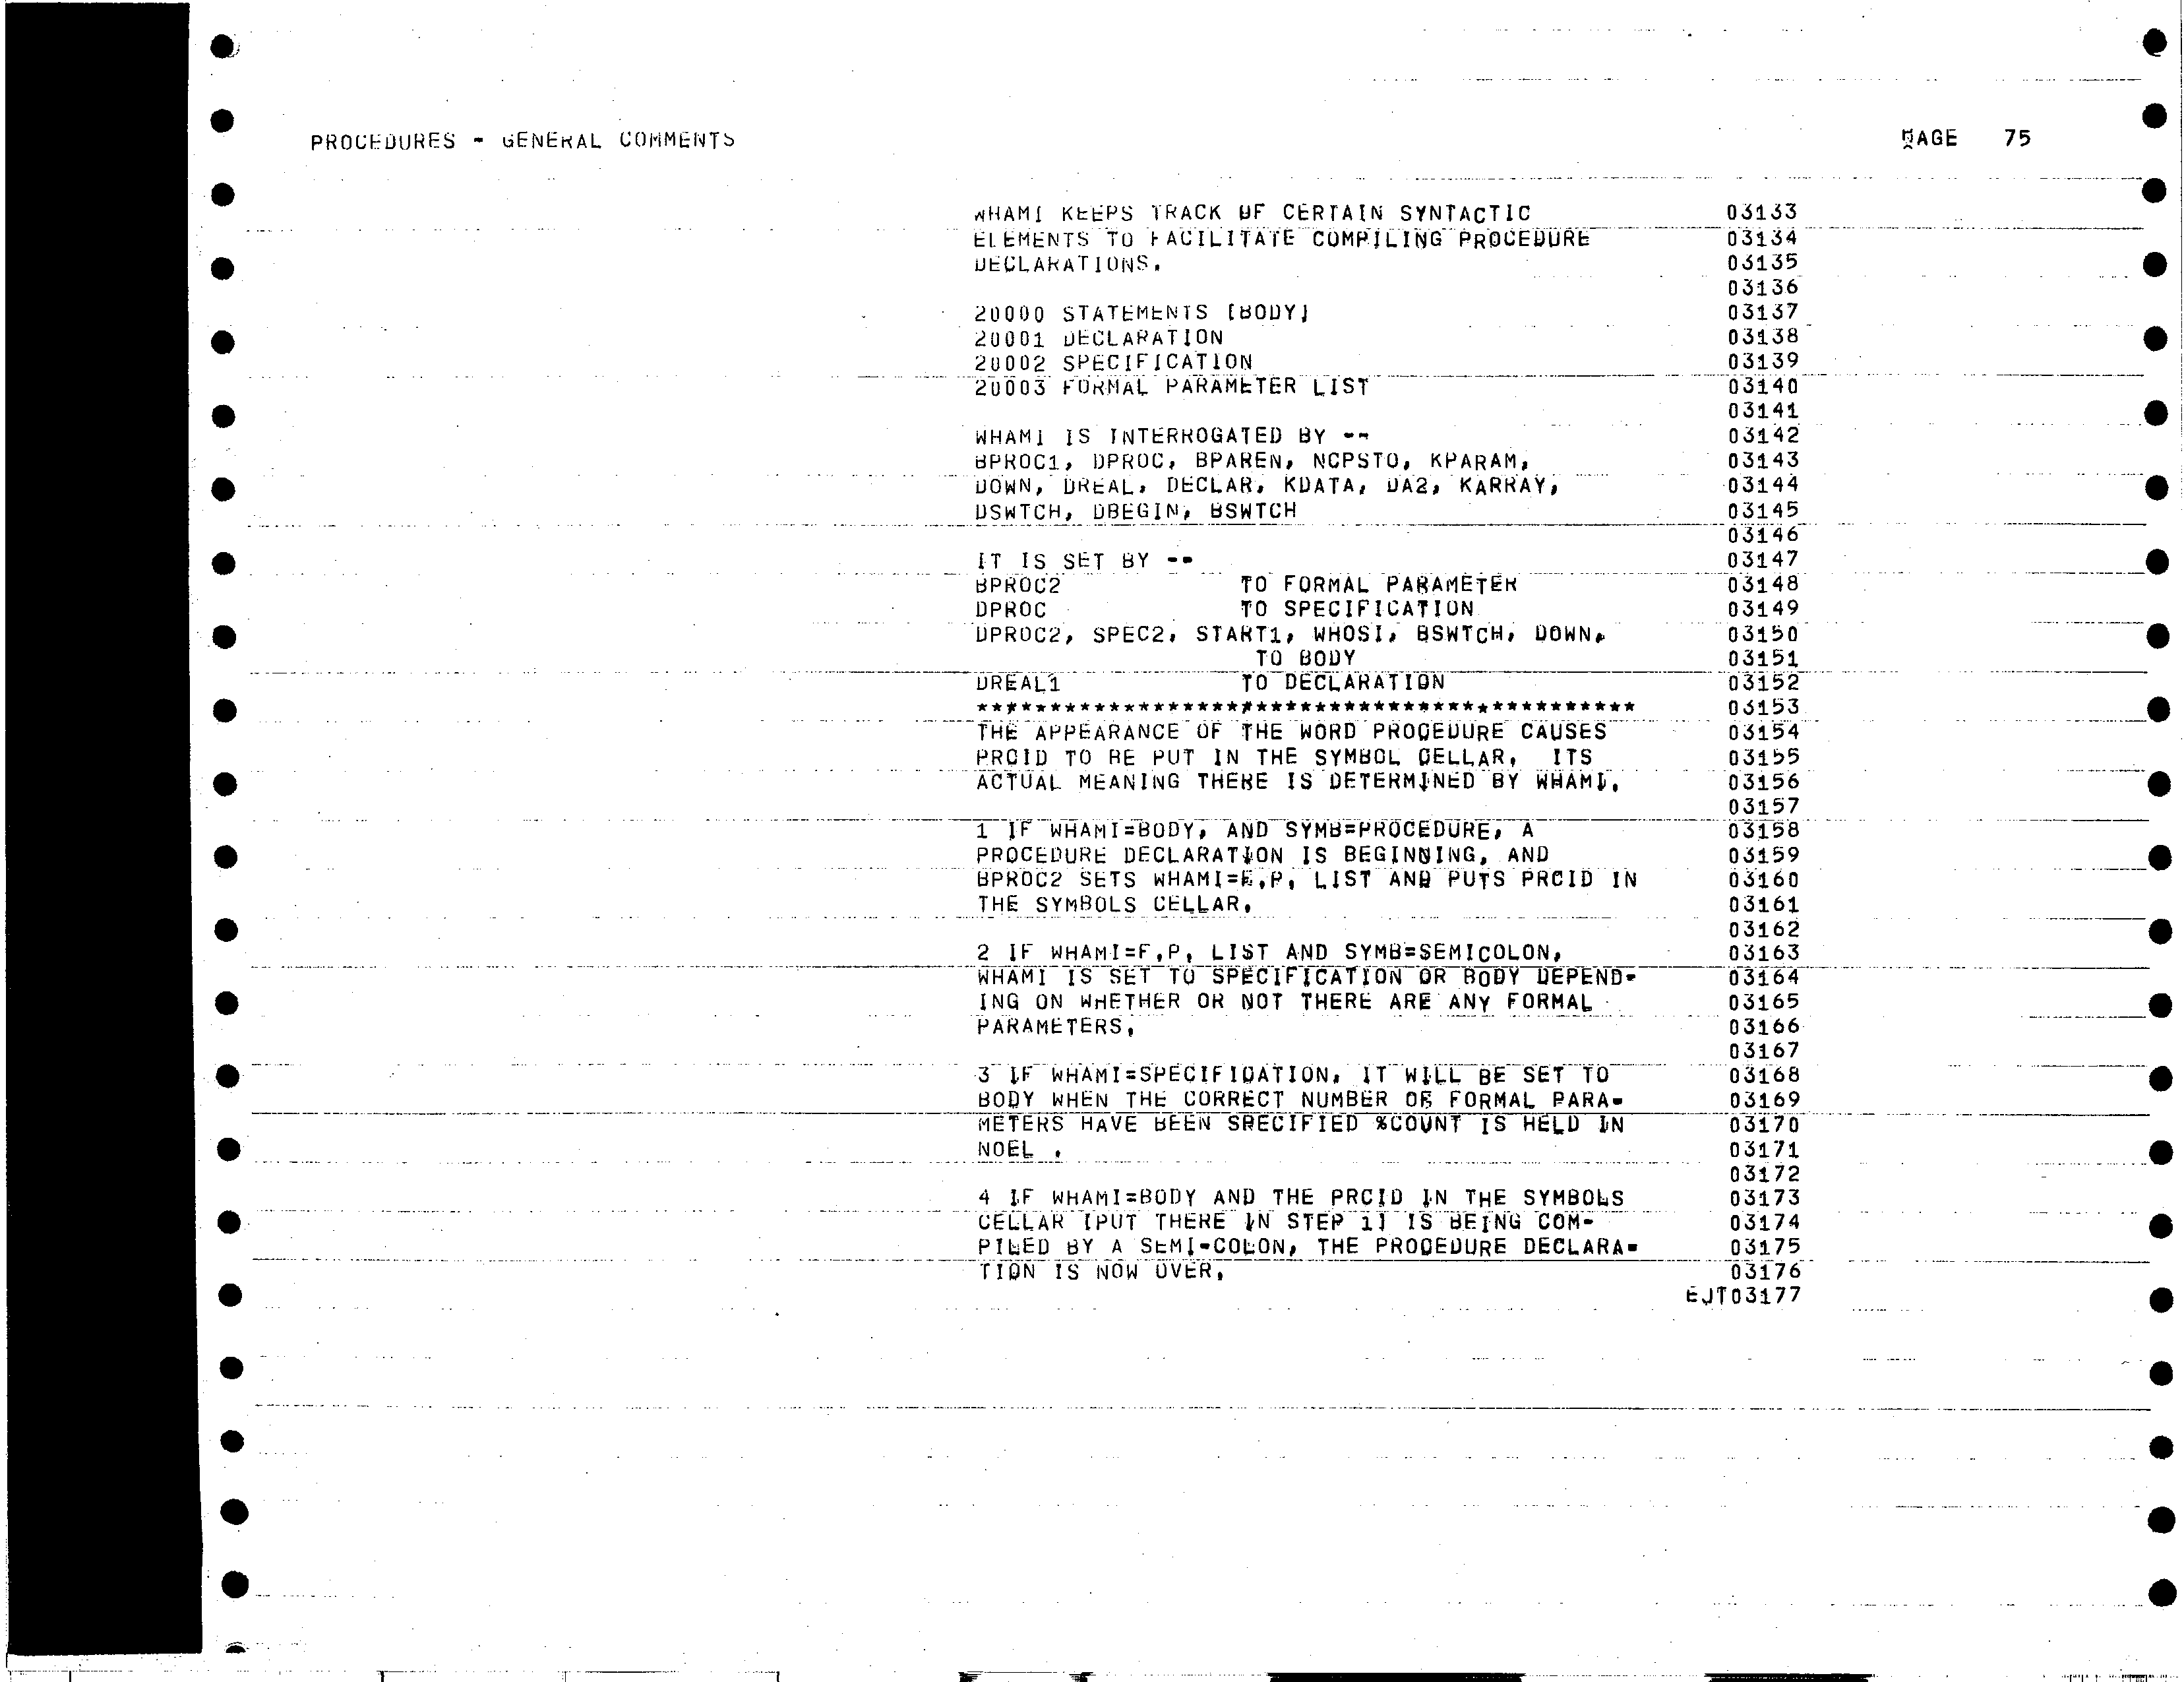 PROCEDURES - GENERAL COMMENTS PAGE 75
WHAMI KEEPS TRACK OF CERTAIN SYNTACTIC 03133
ELEMENTS TO FACILITATE COMPILING PROCEDURE 03134
DECLARATIONS. 03135
03136
20000 STATEMENTS [BODY] 03137
20001 DECLARATION 03138
20002 SPECIFICATION 03139
20003 FORMAL PARAMETER LIST 03140
03141
WHAMI IS INTERROGATED BY -- 03142
BPROC1, DPROC, BPAREN, NCPSTO, KPARAM, 03143
DOWN, DREAL, DECLAR, KDATA, DA2, KARRAY, 03144
DSWTCH, DBEGIN, BSWTCH 03145
03146
IT IS SET BY -- 03147
BPROC2 TO FORMAL PARAMETER 03148
DPROC TO SPECIFICATION 03149
DPROC2, SPEC2, START1, WHOSI, BSWTCH, DOWN, 03150
TO BODY 03151
DREAL1 TO DECLARATION 03152
********************************************* 03153
THE APPEARANCE OF THE WORD PROCEDURE CAUSES 03154
PRCID TO BE PUT IN THE SYMBOL CELLAR, ITS 03155
ACTUAL MEANING THERE IS DETERMINED BY WHAMI. 03156
03157
1 IF WHAMI=BODY, AND SYMB=PROCEDURE, A 03158
PROCEDURE DECLARATION IS BEGINNING, AND 03159
BPROC2 SETS WHAMI=F.P. LIST AND PUTS PRCID IN 03160
THE SYMBOLS CELLAR. 03161
03162
2 IF WHAMI=F.P. LIST AND SYMB=SEMICOLON, 03163
WHAMI IS SET TO SPECIFICATION OR BODY DEPEND- 03164
ING ON WHETHER OR NOT THERE ARE ANY FORMAL 03165
PARAMETERS. 03166
03167
3 IF WHAMI=SPECIFICATION, IT WILL BE SET TO 03168
BODY WHEN THE CORRECT NUMBER OF FORMAL PARA- 03169
METERS HAVE BEEN SPECIFIED %COUNT IS HELD IN 03170
NOEL . 03171
03172
4 IF WHAMI=BODY AND THE PRCID IN THE SYMBOLS 03173
CELLAR [PUT THERE IN STEP 1] IS BEING COM- 03174
PILED BY A SEMI-COLON, THE PROCEDURE DECLARA- 03175
TION IS NOW OVER. 03176
EJT03177